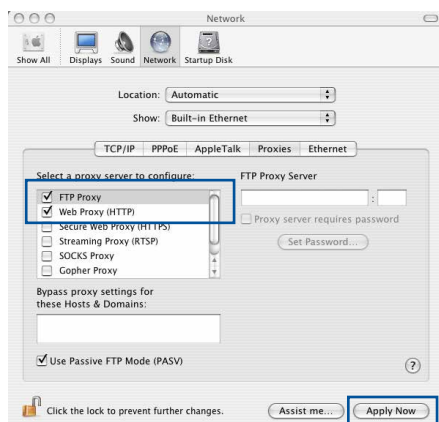 Network
Show All Displays Sound Network Startup Disk
Location: Automatic
Show: Built-in Ethernet
TCP/IP PPPoE AppleTalk Proxies Ethernet
Select a proxy server to configure:
FTP Proxy
Web Proxy (HTTP)
Secure Web Proxy (HTTPS)
Streaming Proxy (RTSP)
SOCKS Proxy
Gopher Proxy
FTP Proxy Server
:
Proxy server requires password
Set Password...
Bypass proxy settings for
these Hosts & Domains:
Use Passive FTP Mode (PASV)
?
Click the lock to prevent further changes.
Assist me... Apply Now